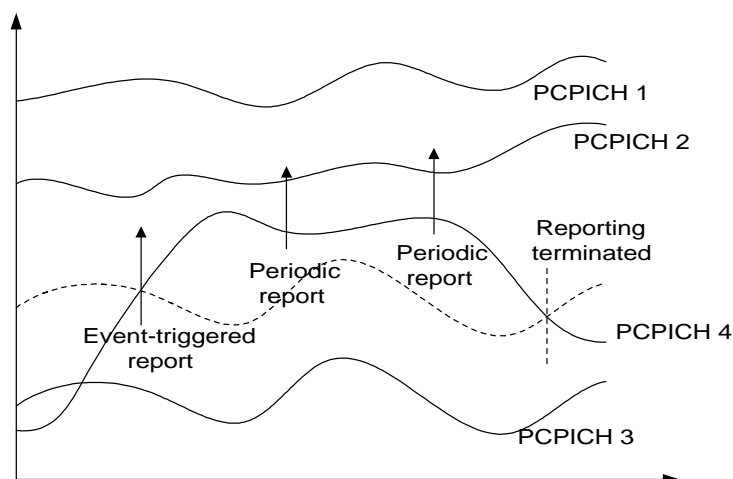 PCPICH 1
PCPICH 2
Reporting
terminated
Periodic
report
Periodic
report
Event-triggered
report
PCPICH 4
PCPICH 3